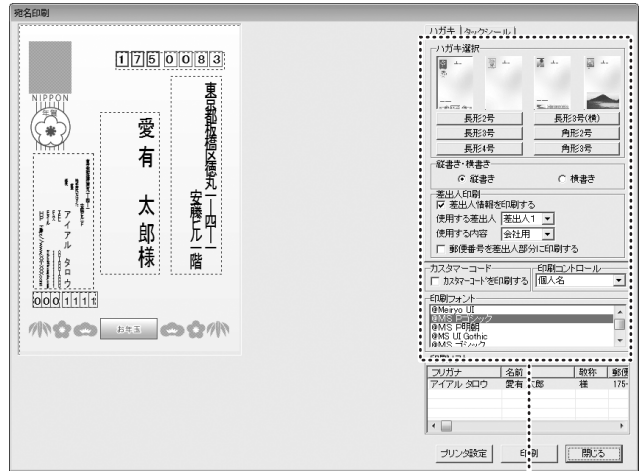 宛名印刷
1750083
東京都板橋区徳丸一ー四ー一
安藤ビル一階
愛有 太郎様
NIPPON
年賀
アイアル タロウ
0001111
お年玉
ハガキ タックシール
ハガキ選択
長形2号 長形3号(横)
長形3号 角形2号
長形4号 角形3号
縦書き・横書き
縦書き 横書き
差出人印刷
差出人情報を印刷する
使用する差出人 差出人1
使用する内容 会社用
郵便番号を差出人部分に印刷する
カスタマーコード 印刷コントロール
カスタマーコードを印刷する 個人名
印刷フォント
@Meiryo UI
@MS Pゴシック
@MS P明朝
@MS UI Gothic
@MS ゴシック
フリガナ 名前 敬称 郵便
アイアル タロウ 愛有 太郎 様 175-
プリンタ設定 印刷 閉じる